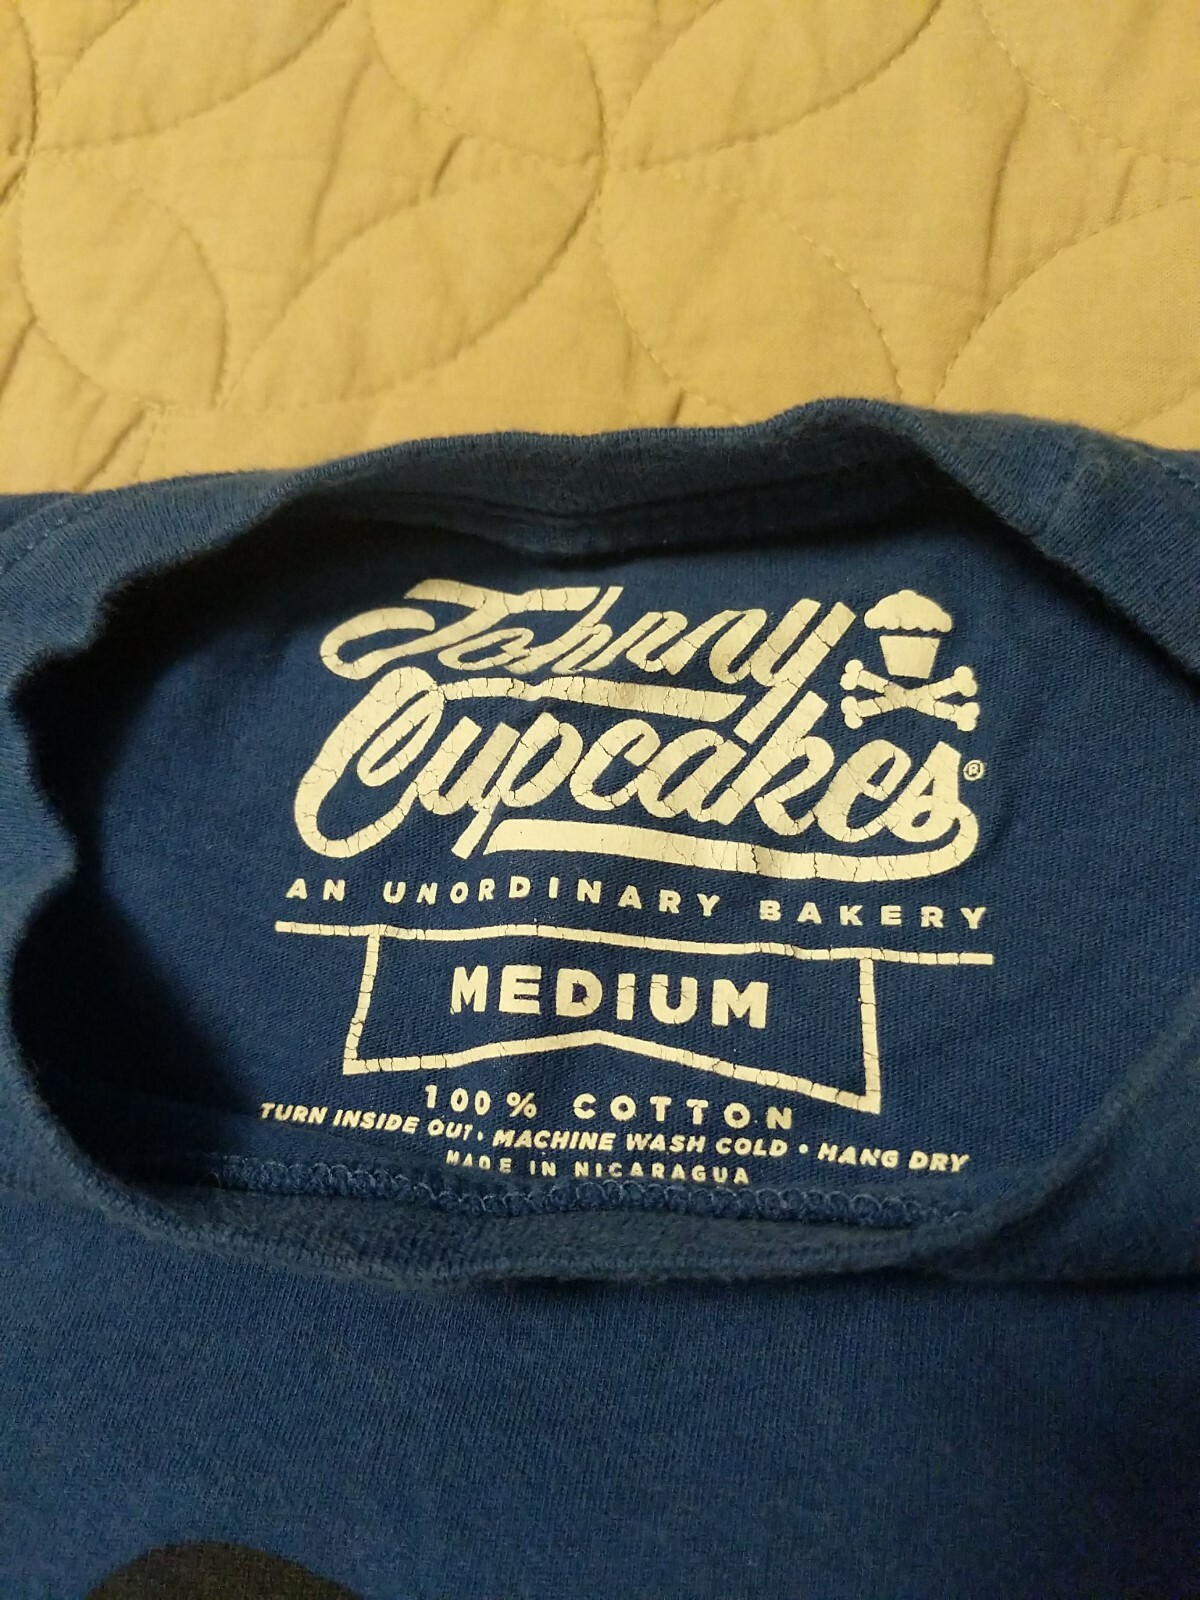 Johnny
Cupcakes®
AN UNORDINARY BAKERY
MEDIUM
100% COTTON
TURN INSIDE OUT • MACHINE WASH COLD • HANG DRY
MADE IN NICARAGUA